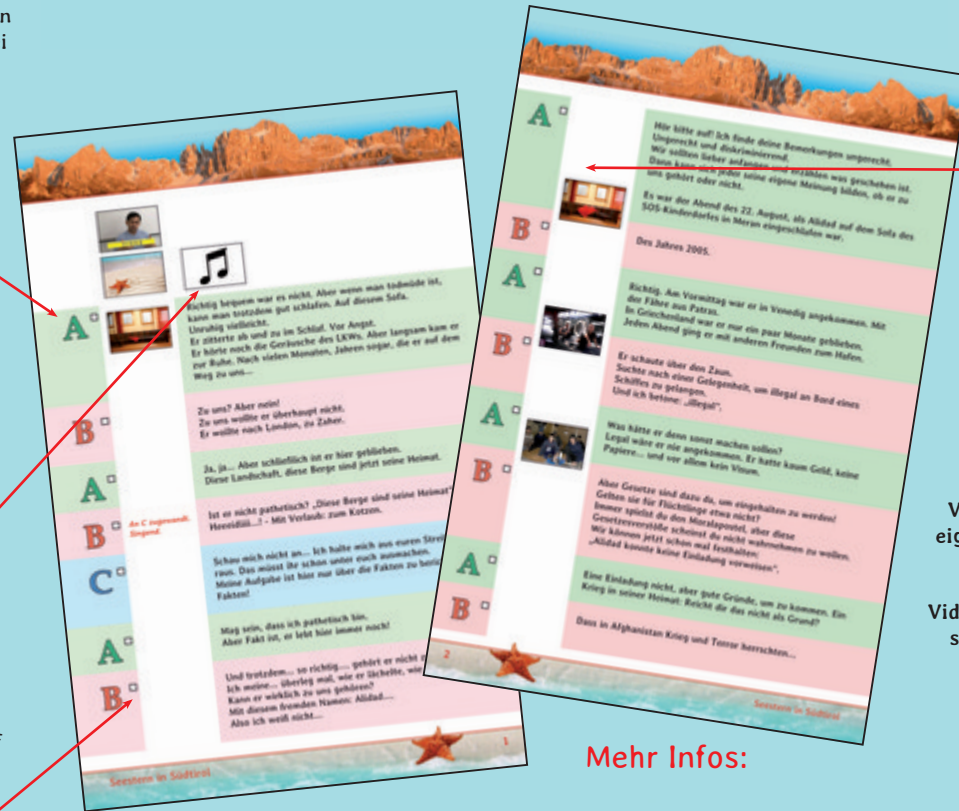 n
i
A
Richtig bequem war es nicht. Aber wenn man todmüde ist,
kann man trotzdem gut schlafen. Auf diesem Sofa.
Unruhig vielleicht.
Er zitterte ab und zu im Schlaf. Vor Angst.
Er hörte noch die Geräusche des LKWs. Aber langsam kam er
zur Ruhe. Nach vielen Monaten, Jahren sogar, die er auf dem
Weg zu uns...
B
Zu uns? Aber nein!
Zu uns wollte er überhaupt nicht.
Er wollte nach London, zu Zaher.
A
Ja, ja... Aber schließlich ist er hier geblieben.
Diese Landschaft, diese Berge sind jetzt seine Heimat.
B
An C zugewandt.
Singend.
Ist er nicht pathetisch? „Diese Berge sind seine Heimat"
Heeeidiiii...! - Mit Verlaub: zum Kotzen.
C
Schau mich nicht an... Ich halte mich aus euren Strei
raus. Das müsst ihr schon unter euch ausmachen.
Meine Aufgabe ist hier nur über die Fakten zu beric
Fakten!
A
Mag sein, dass ich pathetisch bin.
Aber Fakt ist, er lebt hier immer noch!
B
Und trotzdem... so richtig.... gehört er nicht z
Ich meine... überleg mal, wie er lächelte, wie
Kann er wirklich zu uns gehören?
Mit diesem fremden Namen: Alidad....
Also ich weiß nicht....
Seestern in Südtirol
1
A
Hör bitte auf! Ich finde deine Bemerkungen ungerecht.
Ungerecht und diskriminierend.
Wir sollten lieber anfangen und erzählen was geschehen ist.
Dann kann sich jeder seine eigene Meinung bilden, ob er zu
uns gehört oder nicht.
Es war der Abend des 22. August, als Alidad auf dem Sofa des
SOS-Kinderdorfes in Meran eingeschlafen war.
B
Des Jahres 2005.
A
Richtig. Am Vormittag war er in Venedig angekommen. Mit
der Fähre aus Patras.
In Griechenland war er nur ein paar Monate geblieben.
Jeden Abend ging er mit anderen Freunden zum Hafen.
B
Er schaute über den Zaun.
Suchte nach einer Gelegenheit, um illegal an Bord eines
Schiffes zu gelangen.
Und ich betone: „illegal".
A
Was hätte er denn sonst machen sollen?
Legal wäre er nie angekommen. Er hatte kaum Geld, keine
Papiere... und vor allem kein Visum.
B
Aber Gesetze sind dazu da, um eingehalten zu werden!
Gelten sie für Flüchtlinge etwa nicht?
Immer spielst du den Moralapostel, aber diese
Gesetzesverstöße scheinst du nicht wahrnehmen zu wollen.
Wir können jetzt schon mal festhalten:
„Alidad konnte keine Einladung vorweisen".
A
Eine Einladung nicht, aber gute Gründe, um zu kommen. Ein
Krieg in seiner Heimat: Reicht dir das nicht als Grund?
B
Dass in Afghanistan Krieg und Terror herrschten...
2
Seestern in Südtirol
V
eig
Vid
s
Mehr Infos: